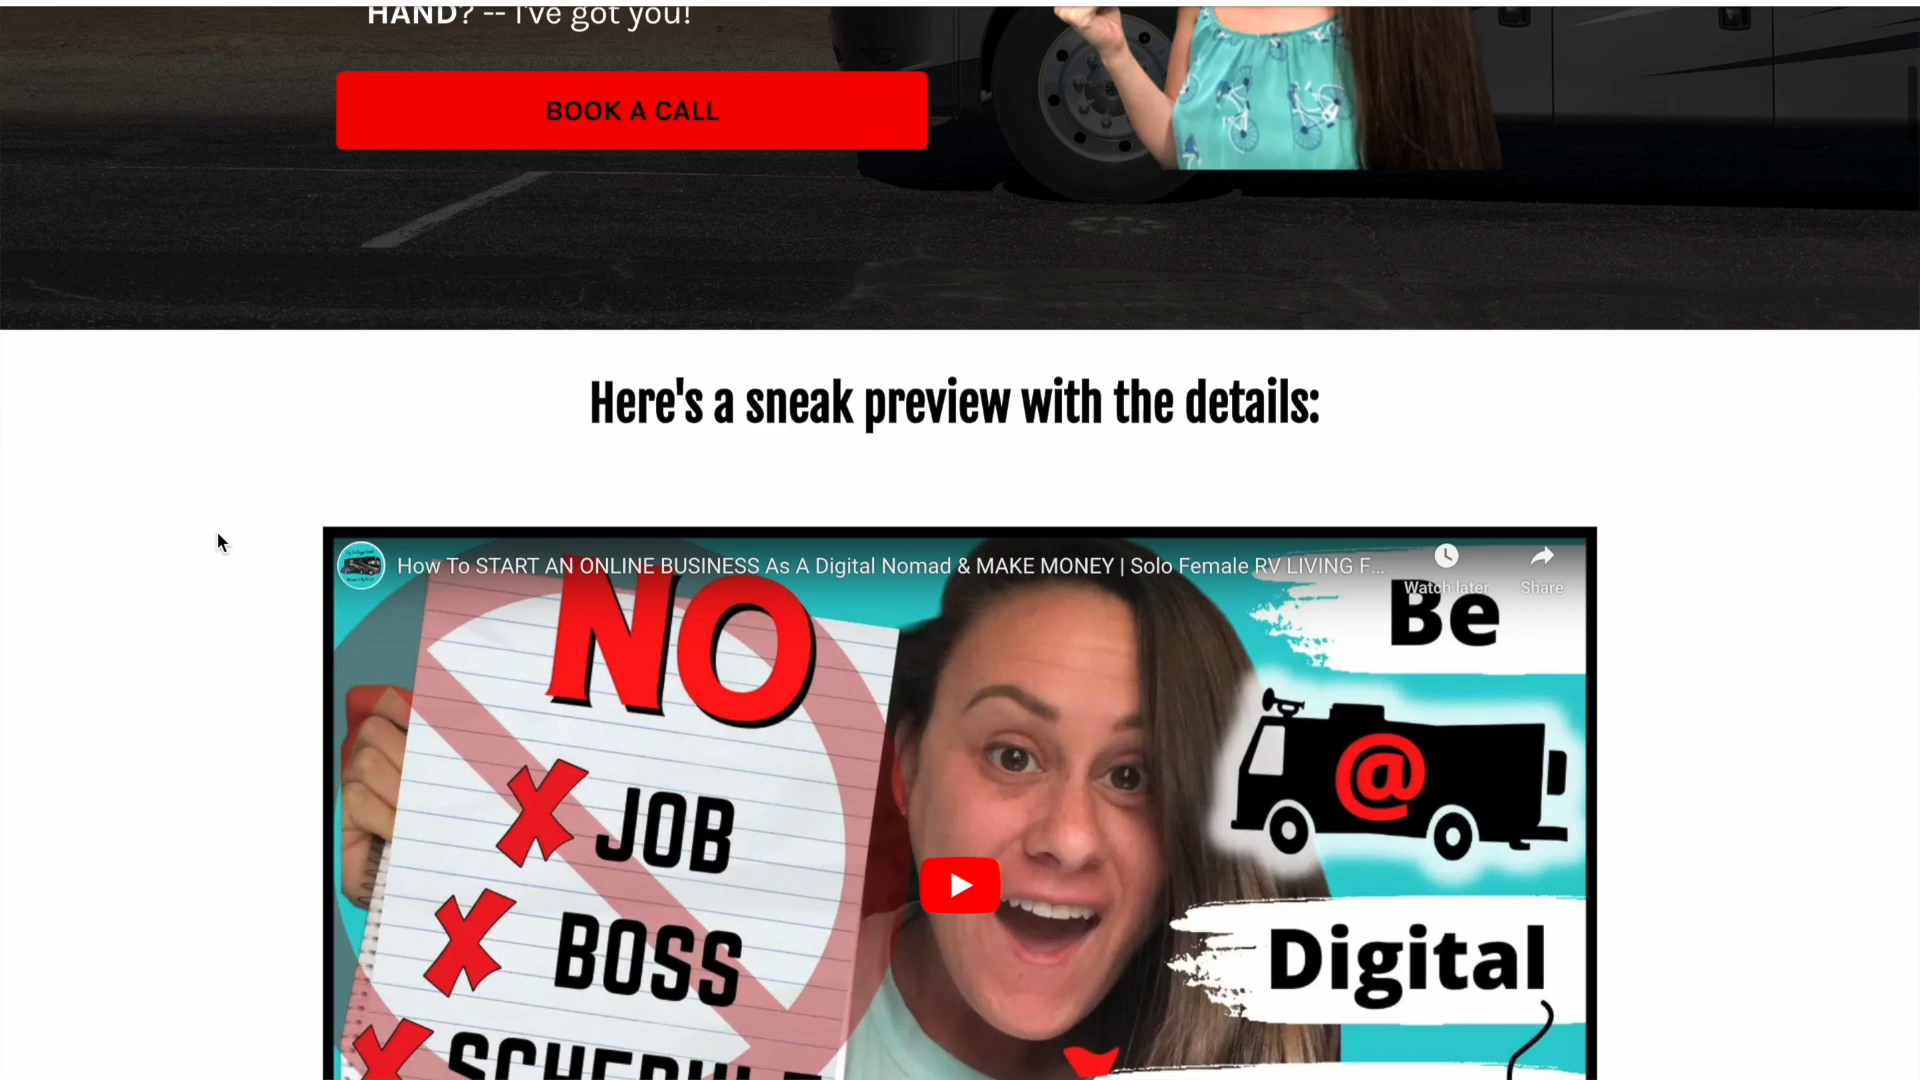 HAND? -- I've got you!
BOOK A CALL
Here's a sneak preview with the details:
How To START AN ONLINE BUSINESS As A Digital Nomad & MAKE MONEY | Solo Female RV LIVING F...
Watch later
Share
NO
JOB
BOSS
SCHEDULE
Be
@
Digital